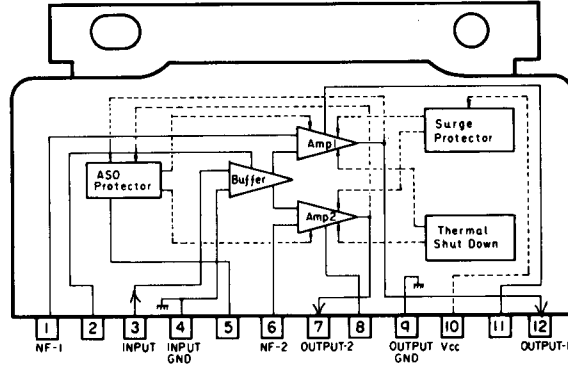 Amp1
Surge
Protector
ASO
Protector
Buffer
Amp2
Thermal
Shut Down
1 2 3 4 5 6 7 8 9 10 11 12
NF-1 INPUT INPUT GND NF-2 OUTPUT-2 OUTPUT GND Vcc OUTPUT-1